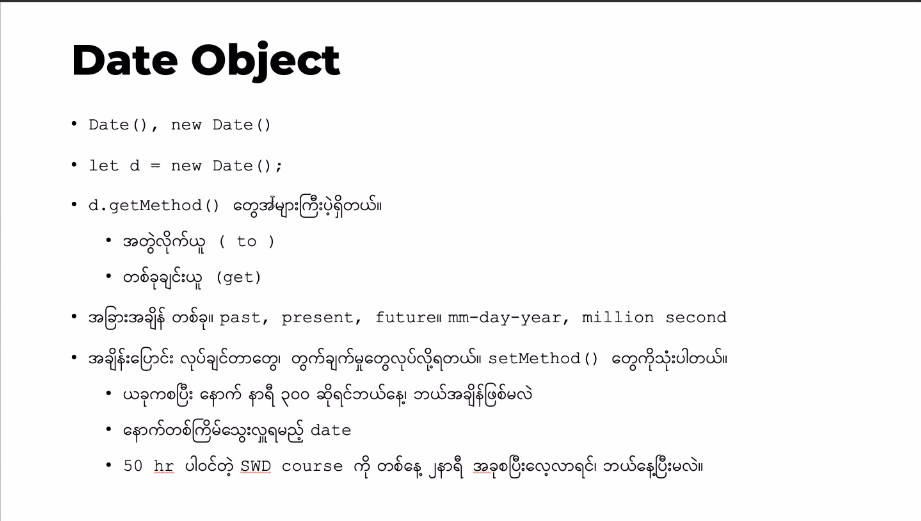 Date Object
• Date(), new Date()
• let d = new Date();
• d.getMethod() တွေအများကြီးပဲ့ရှိတယ်။
• အတွဲလိုက်ယူ ( to )
• တစ်ခုချင်းယူ (get)
• အခြားအချိန် တစ်ခု။ past, present, future။ mm-day-year, million second
• အချိန်းပြောင်း လုပ်ချင်တာတွေ၊ တွက်ချက်မှုတွေလုပ်လို့ရတယ်။ setMethod() တွေကိုသုံးပါတယ်။
• ယခုကစပြီး နောက် နာရီ ၃၀၀ ဆိုရင်ဘယ်နေ့၊ ဘယ်အချိန်ဖြစ်မလဲ
• နောက်တစ်ကြိမ်သွေးလှူရမည့် date
• 50 hr ပါဝင်တဲ့ SWD course ကို တစ်နေ့ ၂နာရီ အခုစပြီးလေ့လာရင်၊ ဘယ်နေ့ပြီးမလဲ။